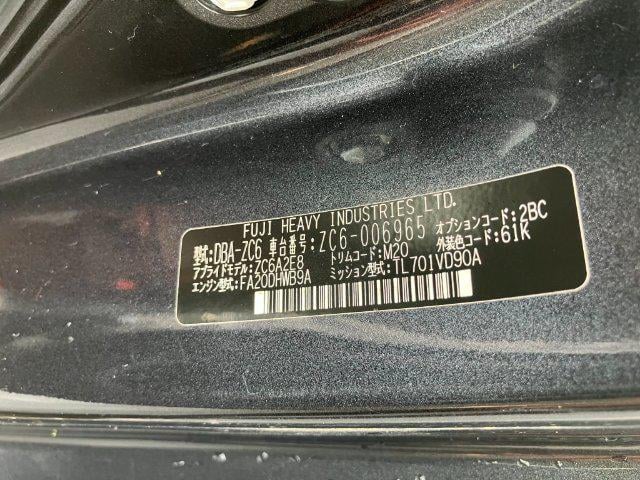 FUJI HEAVY INDUSTRIES LTD.
型式:DBA-ZC6 車台番号:ZC6-006965 オプションコード:2BC
アプライドモデル:ZC6A2E8 トリムコード:M20 外装色コード:61K
エンジン型式:FA20DHWB9A ミッション型式:TL701VD90A